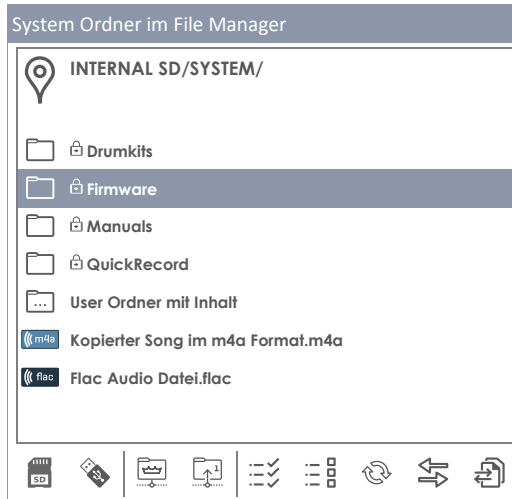 System Ordner im File Manager
INTERNAL SD/SYSTEM/
Drumkits
Firmware
Manuals
QuickRecord
... User Ordner mit Inhalt
m4a Kopierter Song im m4a Format.m4a
flac Flac Audio Datei.flac
SD 1